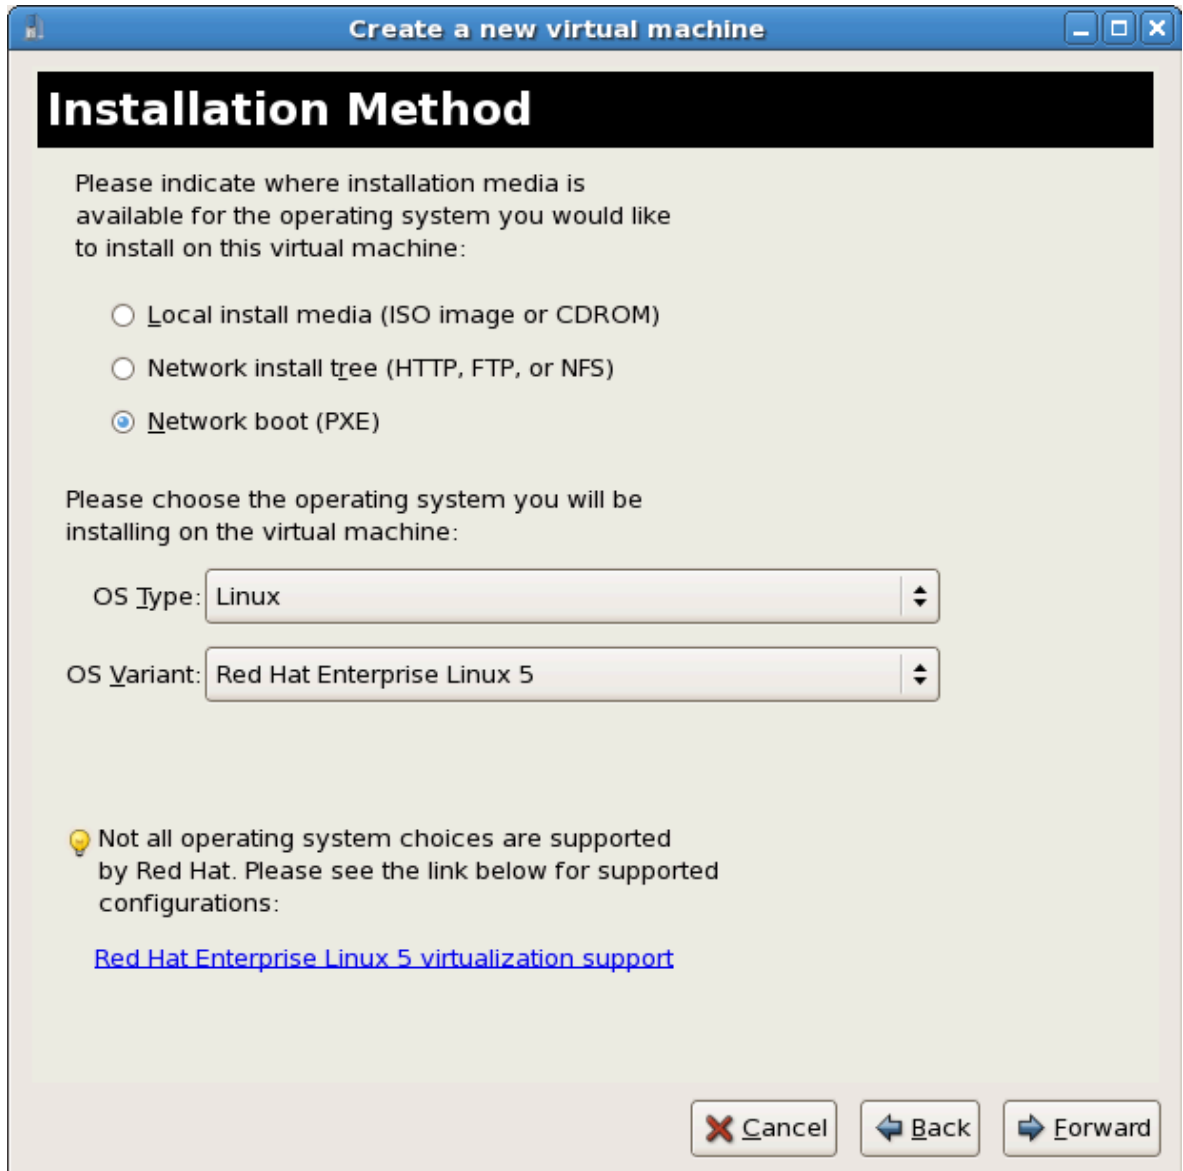 Create a new virtual machine
Installation Method
Please indicate where installation media is
available for the operating system you would like
to install on this virtual machine:
Local install media (ISO image or CDROM)
Network install tree (HTTP, FTP, or NFS)
Network boot (PXE)
Please choose the operating system you will be
installing on the virtual machine:
OS Type: Linux
OS Variant: Red Hat Enterprise Linux 5
Not all operating system choices are supported
by Red Hat. Please see the link below for supported
configurations:
Red Hat Enterprise Linux 5 virtualization support
Cancel Back Forward